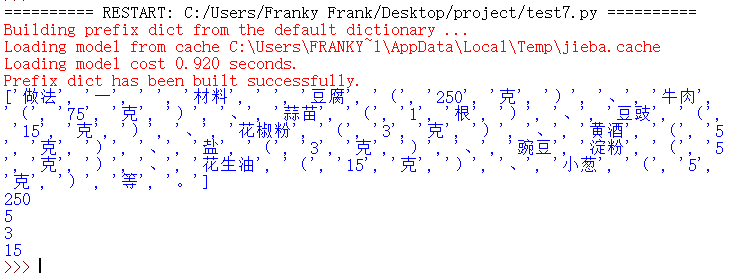 ========== RESTART: C:/Users/Franky Frank/Desktop/project/test7.py ==========
Building prefix dict from the default dictionary ...
Loading model from cache C:\Users\FRANKY~1\AppData\Local\Temp\jieba.cache
Loading model cost 0.920 seconds.
Prefix dict has been built successfully.
['做法', '一', ' ', '材料', ' ', '豆腐', '(', '250', '克', ')', '、', '牛肉',
'(', '75', '克', ')', '、', '蒜苗', '(', '1', '根', ')', '、', '豆豉', '(',
'15', '克', ')', '、', '花椒粉', '(', '3', '克', ')', '、', '黄酒', '(', '5
', '克', ')', '、', '盐', '(', '3', '克', ')', '、', '豌豆', '淀粉', '(', '5
', '克', ')', '、', '花生油', '(', '15', '克', ')', '、', '小葱', '(', '5',
'克', ')', '等', '。']
250
5
3
15
>>>